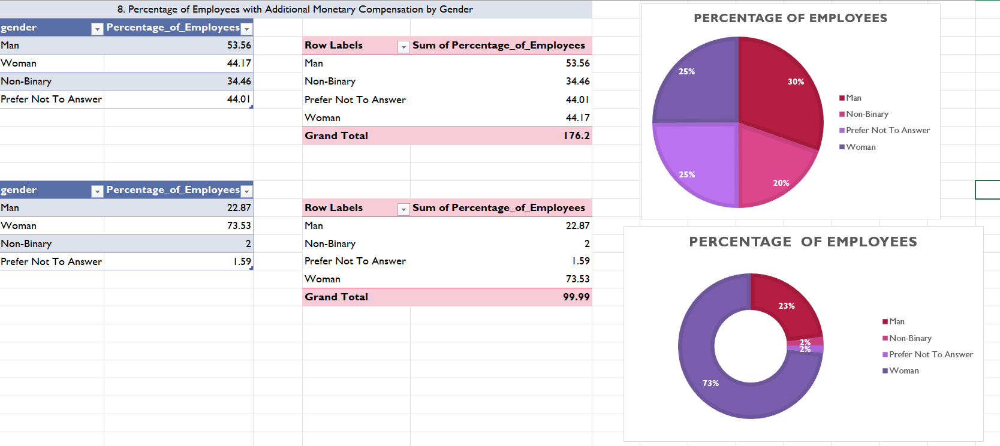 8. Percentage of Employees with Additional Monetary Compensation by Gender
gender Percentage_of_Employees
Man 53.56
Woman 44.17
Non-Binary 34.46
Prefer Not To Answer 44.01
Row Labels Sum of Percentage_of_Employees
Man 53.56
Non-Binary 34.46
Prefer Not To Answer 44.01
Woman 44.17
Grand Total 176.2
PERCENTAGE OF EMPLOYEES
25%
30%
25%
20%
Man
Non-Binary
Prefer Not To Answer
Woman
gender Percentage_of_Employees
Man 22.87
Woman 73.53
Non-Binary 2
Prefer Not To Answer 1.59
Row Labels Sum of Percentage_of_Employees
Man 22.87
Non-Binary 2
Prefer Not To Answer 1.59
Woman 73.53
Grand Total 99.99
PERCENTAGE OF EMPLOYEES
23%
2%
2%
73%
Man
Non-Binary
Prefer Not To Answer
Woman